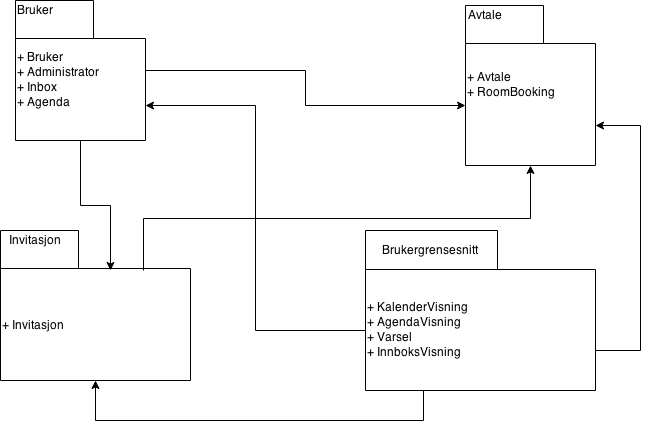 Bruker
+ Bruker
+ Administrator
+ Inbox
+ Agenda
Avtale
+ Avtale
+ RoomBooking
Invitasjon
+ Invitasjon
Brukergrensesnitt
+ KalenderVisning
+ AgendaVisning
+ Varsel
+ InnboksVisning